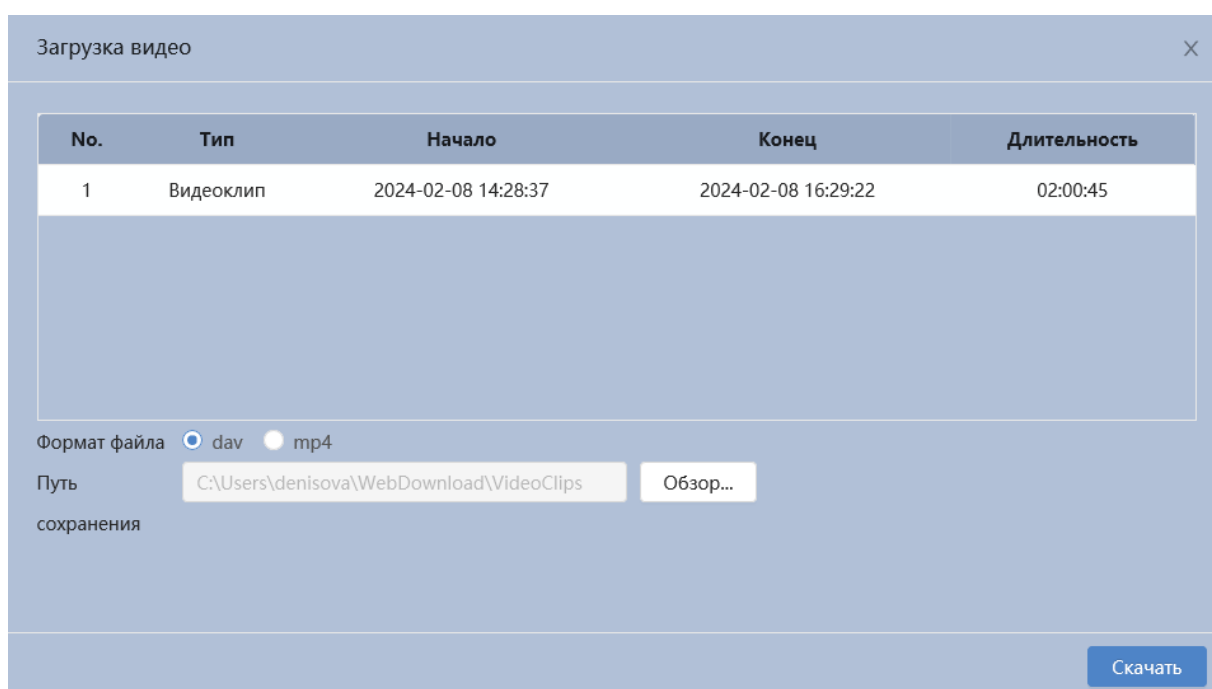 Загрузка видео
No. Тип Начало Конец Длительность
1 Видеоклип 2024-02-08 14:28:37 2024-02-08 16:29:22 02:00:45
Формат файла dav mp4
Путь C:\Users\denisova\WebDownload\VideoClips Обзор...
сохранения
Скачать